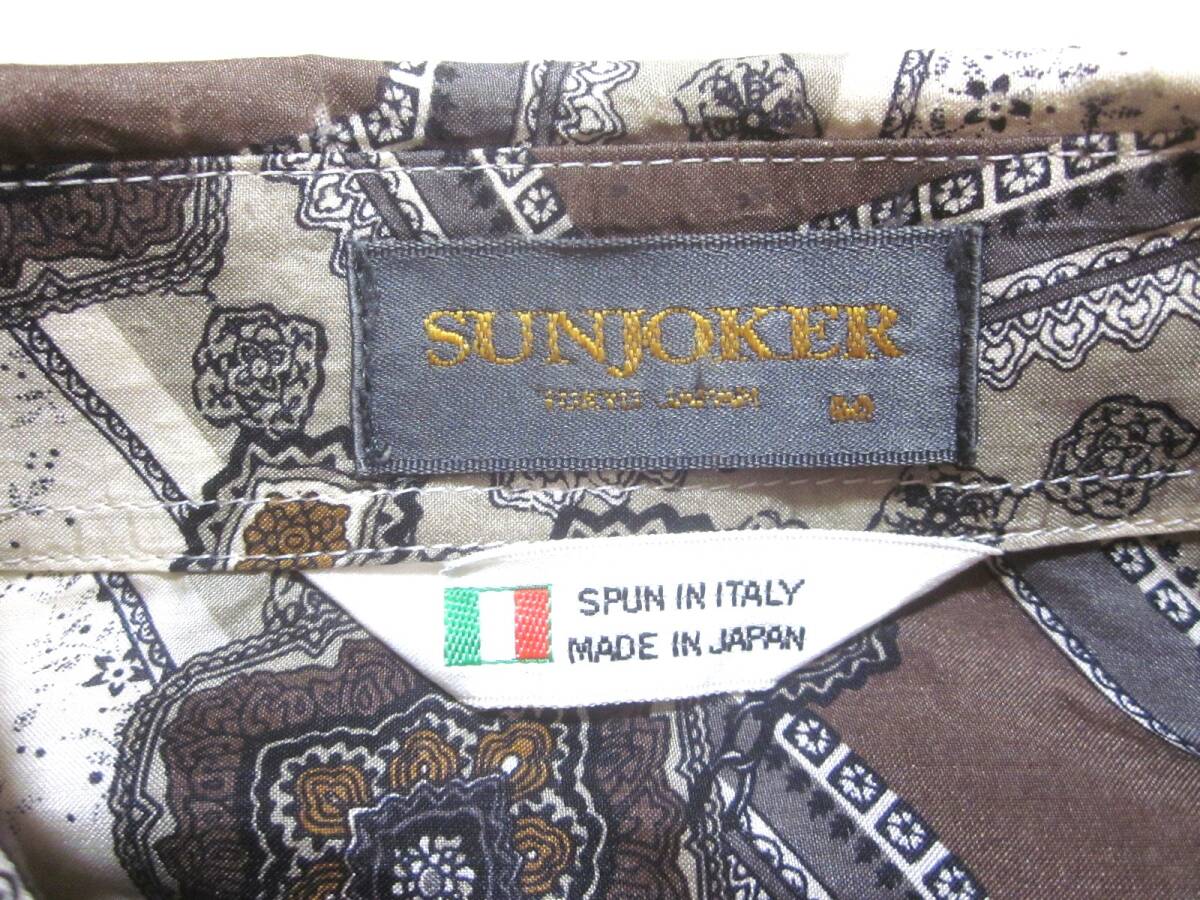 SUNJOKER
TOKYO JAPAN M
SPUN IN ITALY
MADE IN JAPAN